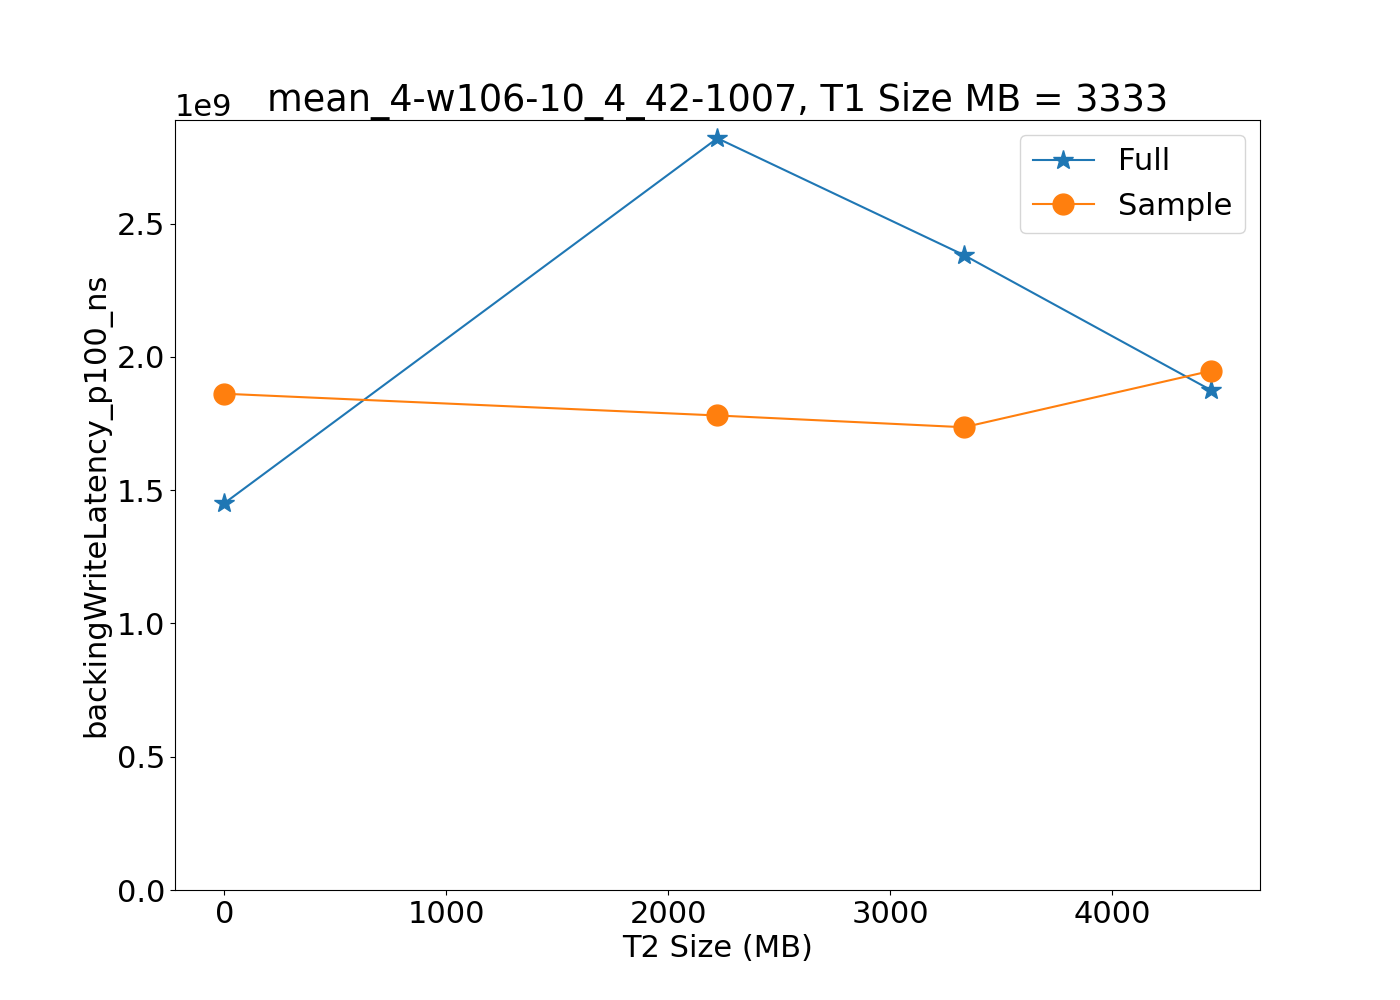 1e9
mean_4-w106-10_4_42-1007, T1 Size MB = 3333
Full
Sample
backingWriteLatency_p100_ns
2.5
2.0
1.5
1.0
0.5
0.0
0 1000 2000 3000 4000
T2 Size (MB)